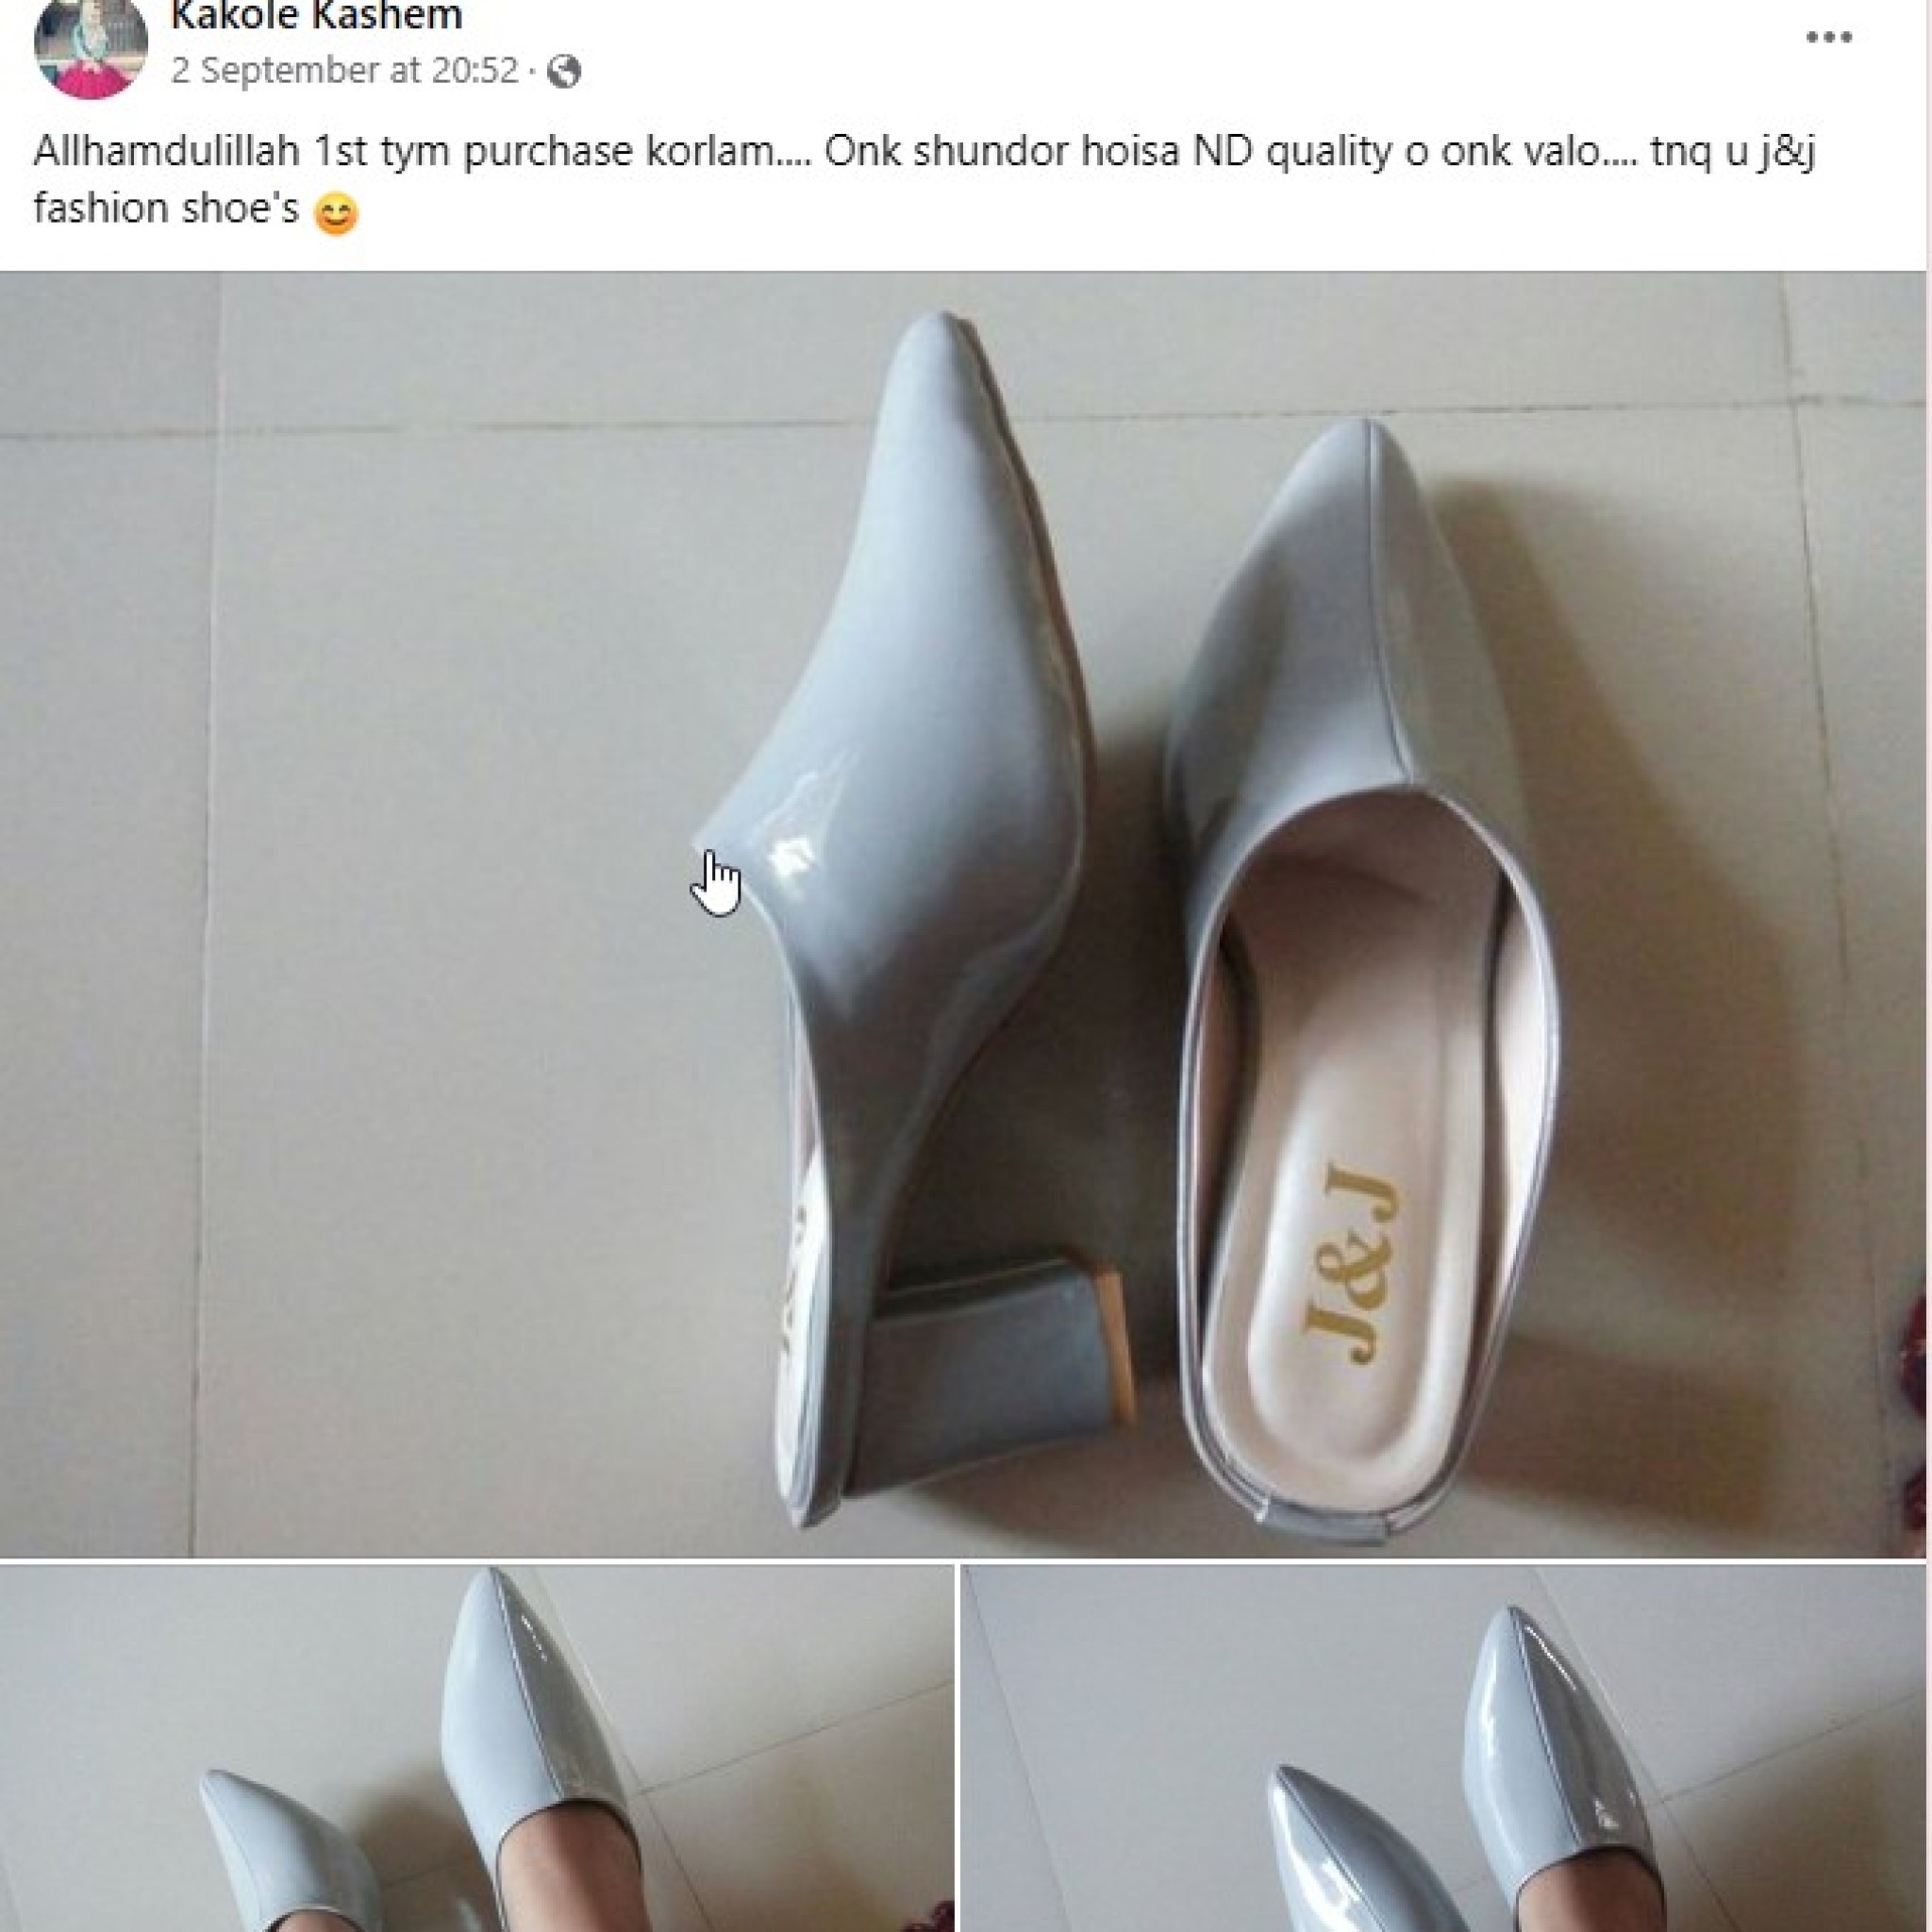 Kakole Kashem
2 September at 20:52 ·
Allhamdulillah 1st tym purchase korlam.... Onk shundor hoisa ND quality o onk valo.... tnq u j&j
fashion shoe's 😊
J&J